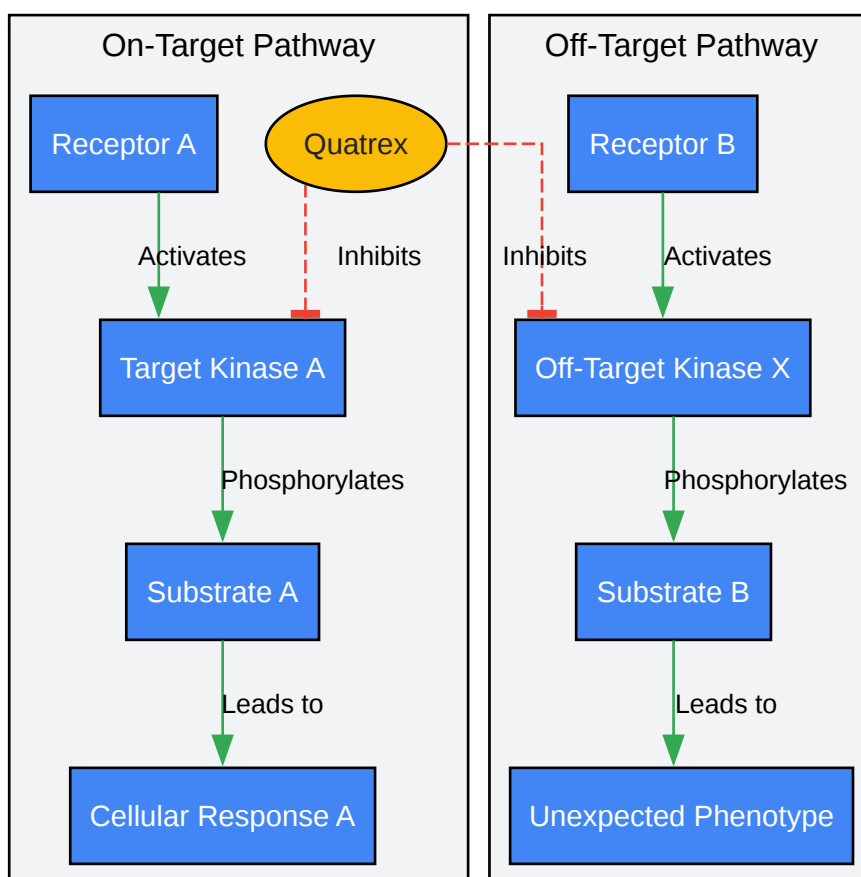 On-Target Pathway
Receptor A
Quatrex
Activates
Inhibits
Target Kinase A
Phosphorylates
Substrate A
Leads to
Cellular Response A
Off-Target Pathway
Receptor B
Inhibits
Activates
Off-Target Kinase X
Phosphorylates
Substrate B
Leads to
Unexpected Phenotype